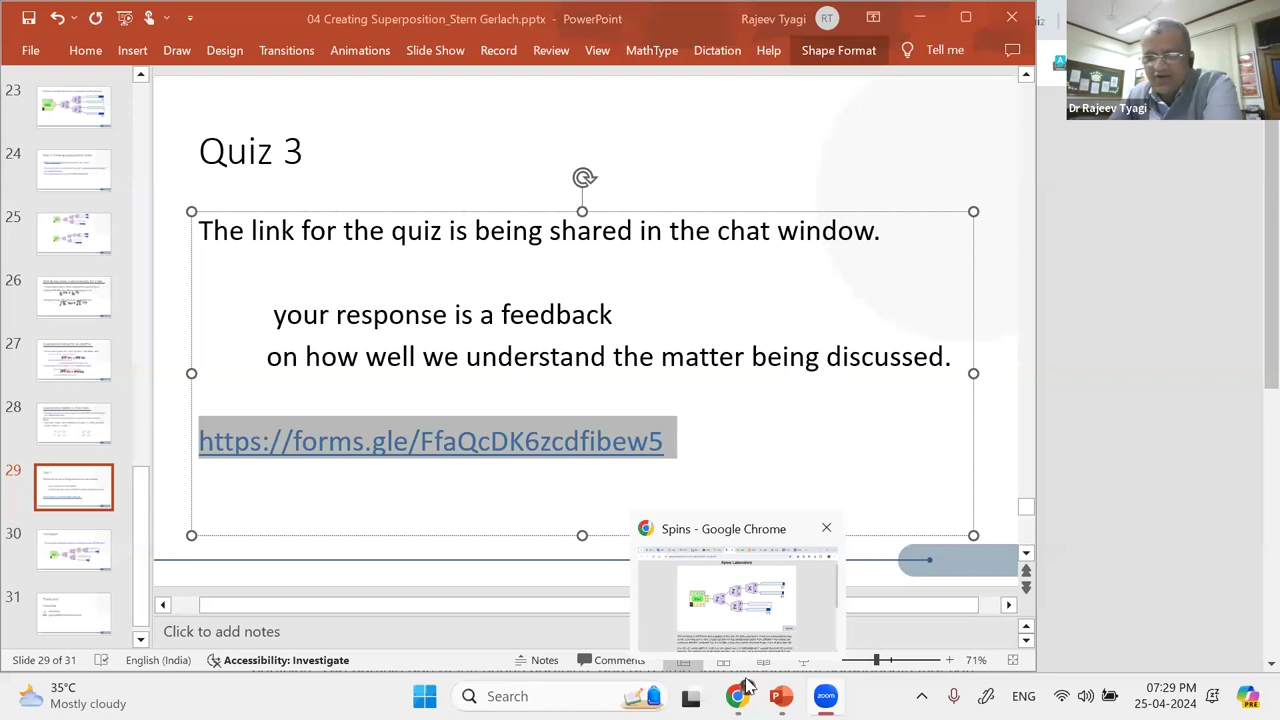 04 Creating Superposition_Stern Gerlach.pptx - PowerPoint
Rajeev Tyagi
RT
File Home Insert Draw Design Transitions Animations Slide Show Record Review View MathType Dictation Help Shape Format Tell me
Dr Rajeev Tyagi
23
24
25
26
27
28
29
30
31
Quiz 3
The link for the quiz is being shared in the chat window.
your response is a feedback
on how well we understand the matter being discussed.
https://forms.gle/FfaQcDK6zcdfibew5
Spins - Google Chrome
Spins Laboratory
Click to add notes
English (India)
Accessibility: Investigate
Notes
Comments
71%
35°C
Mostly cloudy
Search
zoom
ENG
07:29 PM
25-04-2024
PRE